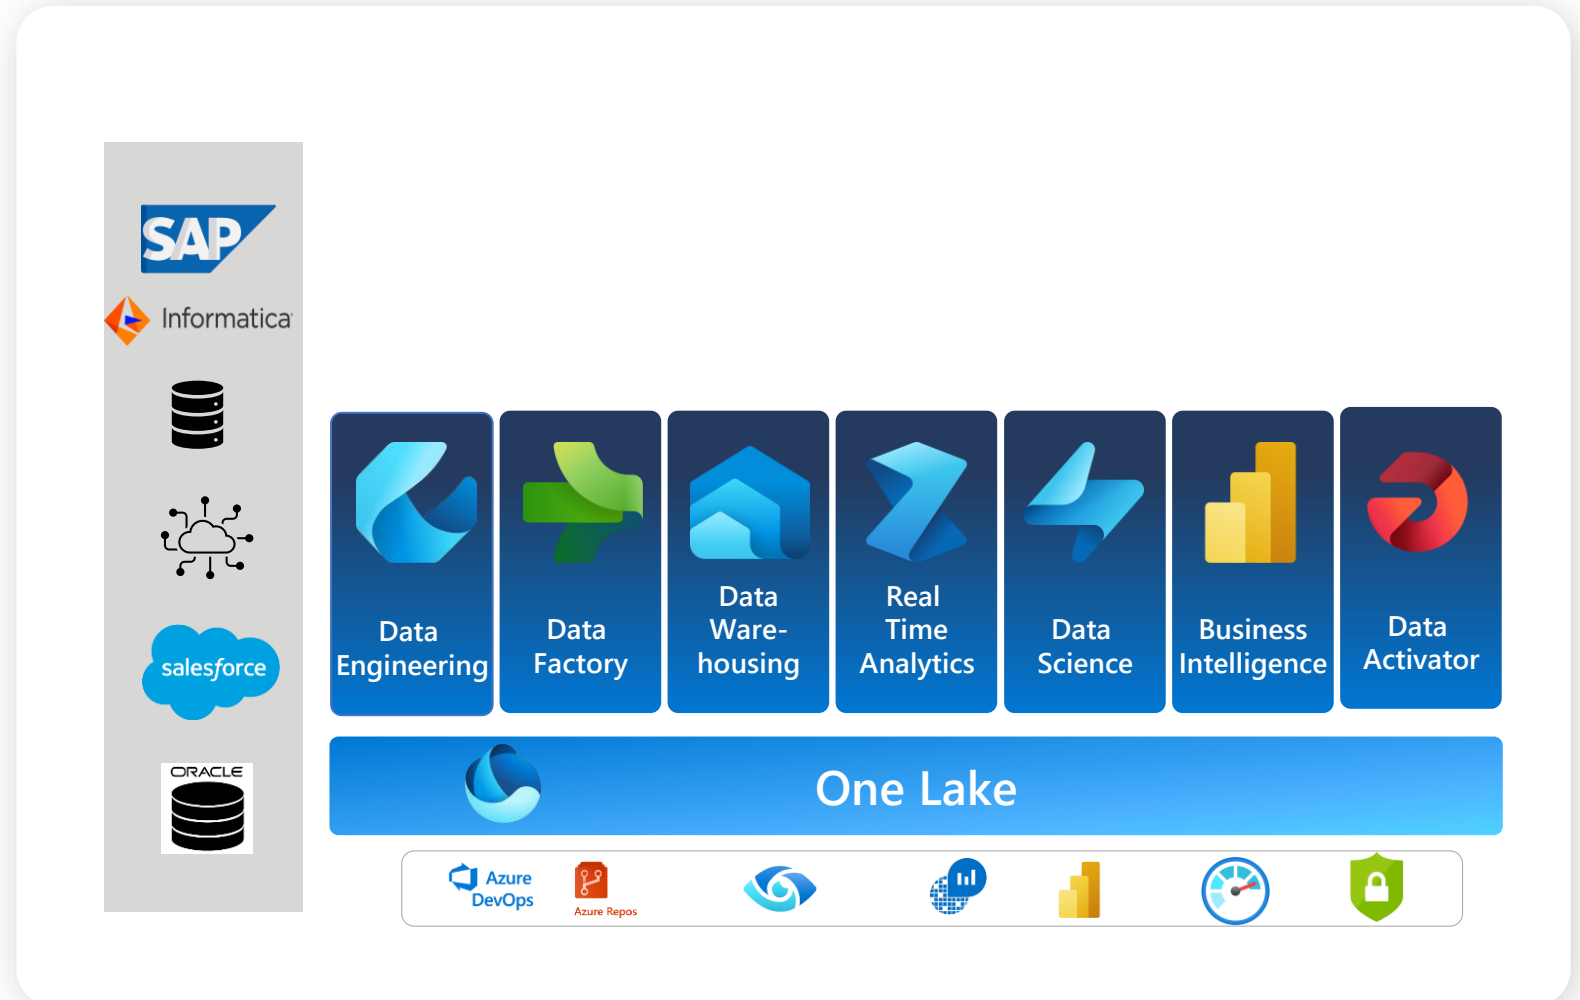 SAP
Informatica
salesforce
ORACLE
Data
Engineering
Data
Factory
Data
Ware-
housing
Real
Time
Analytics
Data
Science
Business
Intelligence
Data
Activator
One Lake
Azure
DevOps
Azure Repos